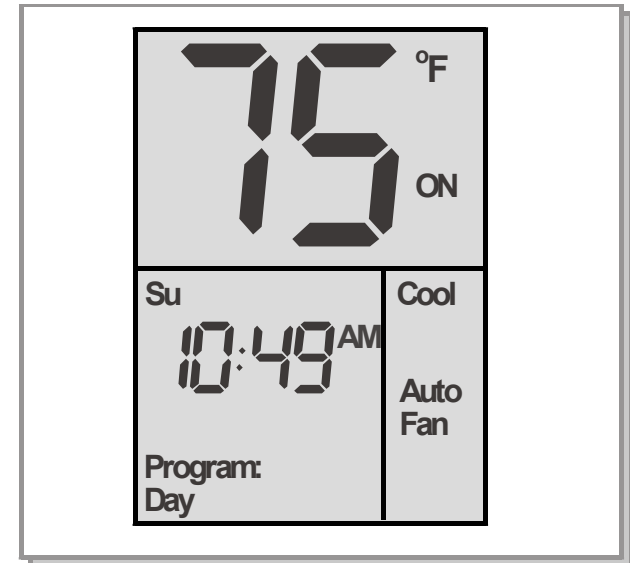 75 °F
ON
Su
10:49 AM
Program:
Day
Cool
Auto
Fan